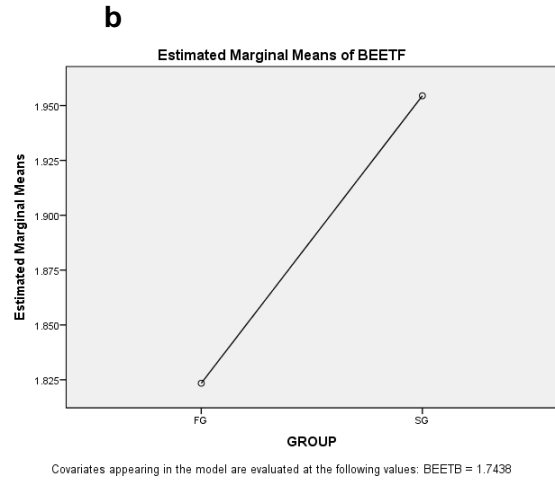 b
Estimated Marginal Means of BEETF
Estimated Marginal Means
1.950
1.925
1.900
1.875
1.850
1.825
FG
SG
GROUP
Covariates appearing in the model are evaluated at the following values: BEETB = 1.7438